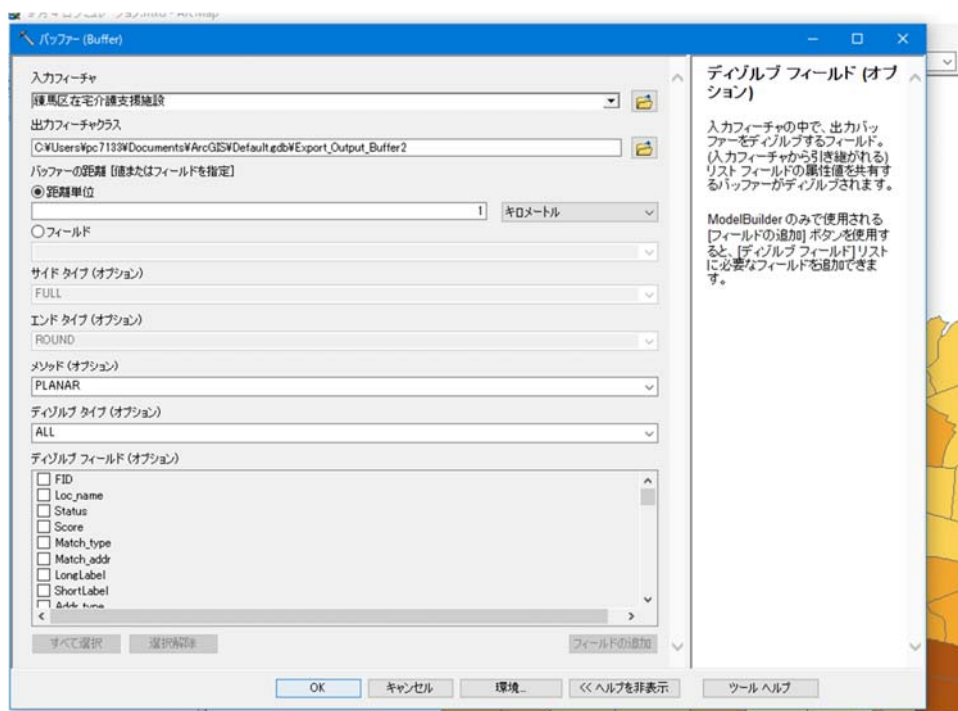 バッファー (Buffer)
入力フィーチャ
練馬区在宅介護支援施設
出力フィーチャクラス
C:¥Users¥pc7133¥Documents¥ArcGIS¥Default.gdb¥Export_Output_Buffer2
バッファーの距離 [値またはフィールドを指定]
距離単位
1 キロメートル
フィールド
サイド タイプ (オプション)
FULL
エンド タイプ (オプション)
ROUND
メソッド (オプション)
PLANAR
ディゾルブ タイプ (オプション)
ALL
ディゾルブ フィールド (オプション)
FID
Loc_name
Status
Score
Match_type
Match_addr
LongLabel
ShortLabel
Addr_type
すべて選択 選択解除 フィールドの追加
OK キャンセル 環境... << ヘルプを非表示 ツール ヘルプ
ディゾルブ フィールド (オプ
ション)
入力フィーチャの中で、出力バッ
ファーをディゾルブするフィールド。
(入力フィーチャから引き継がれる)
リスト フィールドの属性値を共有す
るバッファーがディゾルブされます。
ModelBuilder のみで使用される
[フィールドの追加] ボタンを使用す
ると、[ディゾルブ フィールド] リスト
に必要なフィールドを追加できま
す。